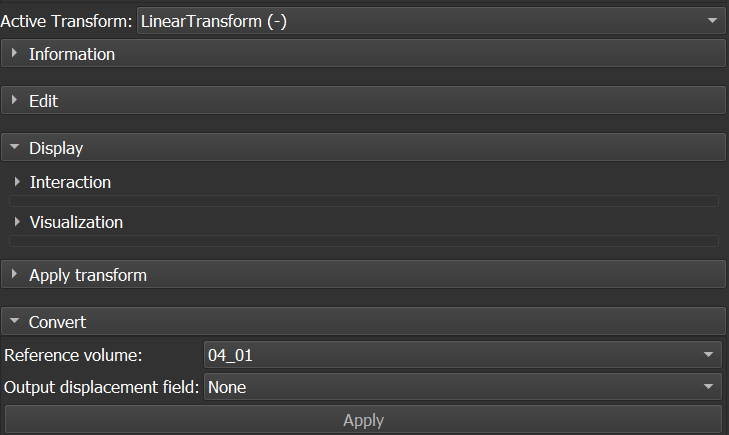 Active Transform: LinearTransform (-)
Information
Edit
Display
Interaction
Visualization
Apply transform
Convert
Reference volume: 04_01
Output displacement field: None
Apply